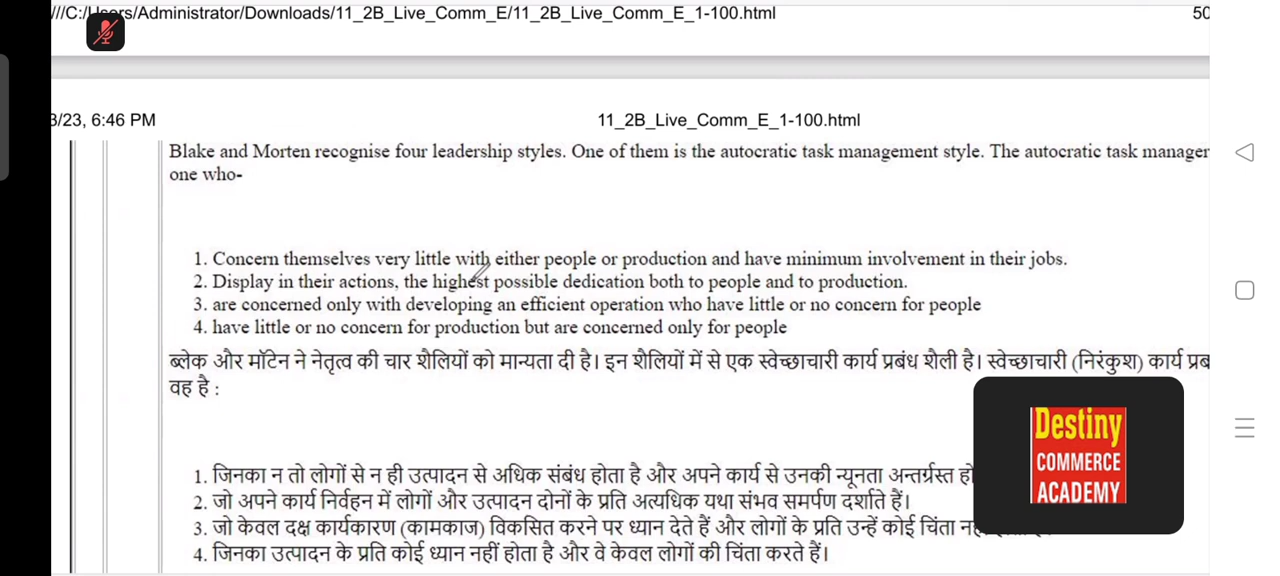 ///C:/Users/Administrator/Downloads/11_2B_Live_Comm_E/11_2B_Live_Comm_E_1-100.html 50
3/23, 6:46 PM 11_2B_Live_Comm_E_1-100.html
Blake and Morten recognise four leadership styles. One of them is the autocratic task management style. The autocratic task manager
one who-
1. Concern themselves very little with either people or production and have minimum involvement in their jobs.
2. Display in their actions, the highest possible dedication both to people and to production.
3. are concerned only with developing an efficient operation who have little or no concern for people
4. have little or no concern for production but are concerned only for people
ब्लेक और मॉटेन ने नेतृत्व की चार शैलियों को मान्यता दी है। इन शैलियों में से एक स्वेच्छाचारी कार्य प्रबंध शैली है। स्वेच्छाचारी (निरंकुश) कार्य प्रब
वह है :
1. जिनका न तो लोगों से न ही उत्पादन से अधिक संबंध होता है और अपने कार्य से उनकी न्यूनता अन्तर्ग्रस्त हो
2. जो अपने कार्य निर्वहन में लोगों और उत्पादन दोनों के प्रति अत्यधिक यथा संभव समर्पण दर्शाते हैं।
3. जो केवल दक्ष कार्यकारण (कामकाज) विकसित करने पर ध्यान देते हैं और लोगों के प्रति उन्हें कोई चिंता
4. जिनका उत्पादन के प्रति कोई ध्यान नहीं होता है और वे केवल लोगों की चिंता करते हैं।
Destiny
COMMERCE
ACADEMY